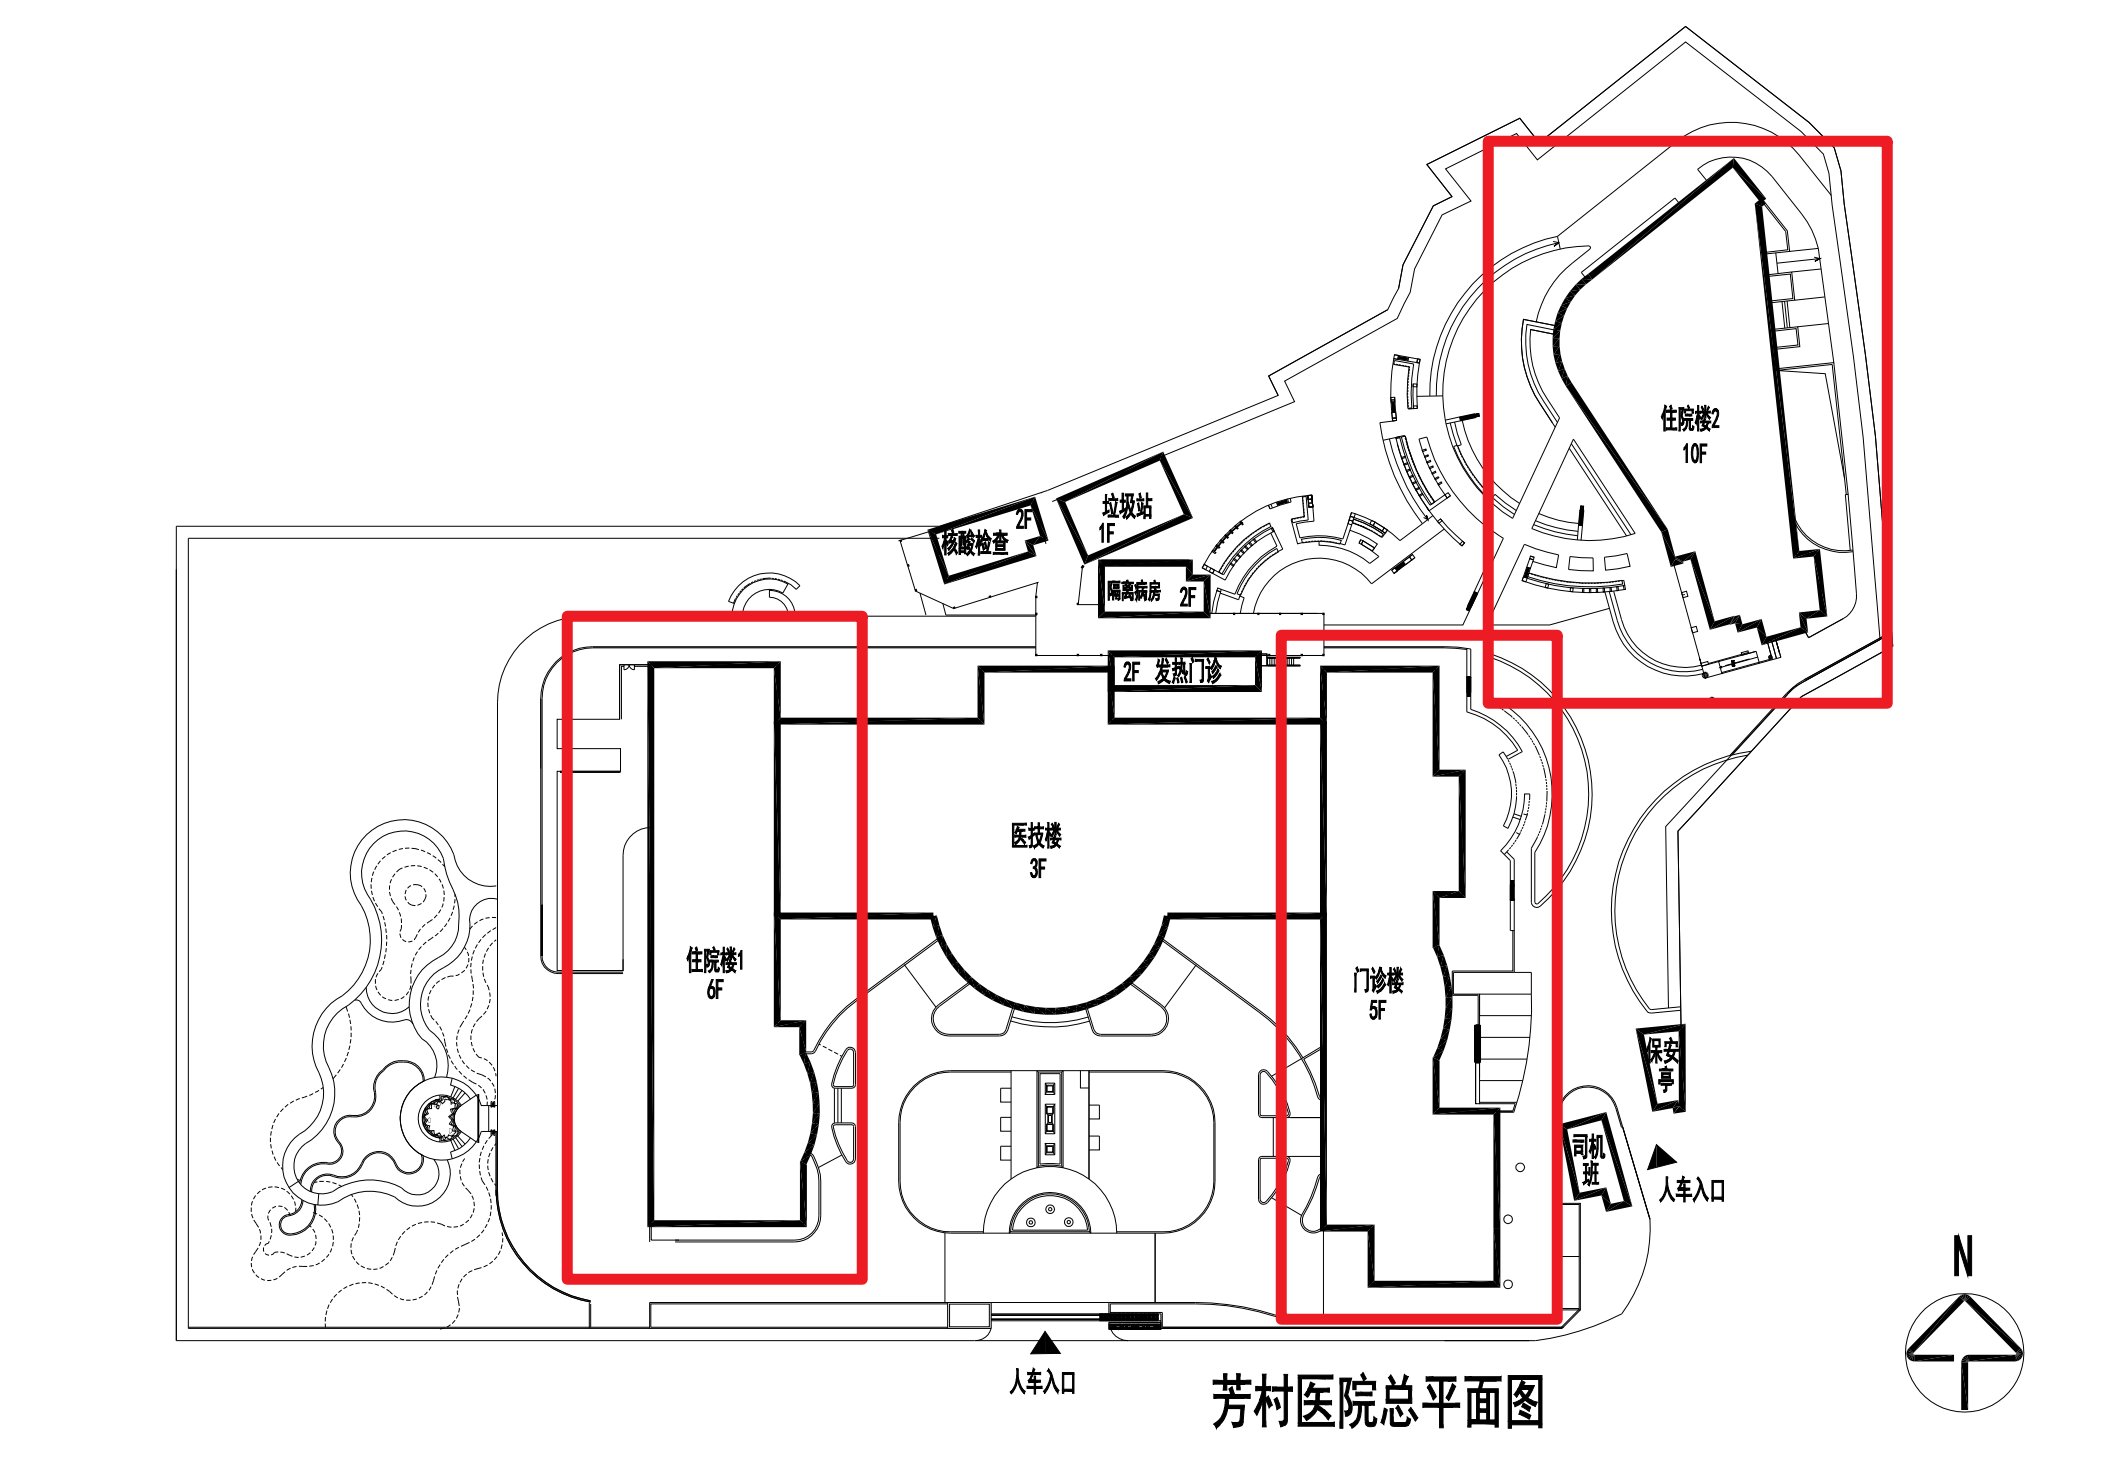 住院楼2
10F
垃圾站
1F
2F
核酸检查
隔离病房
2F
2F 发热门诊
医技楼
3F
住院楼1
6F
门诊楼
5F
保安
亭
司机
班
人车入口
N
人车入口
芳村医院总平面图